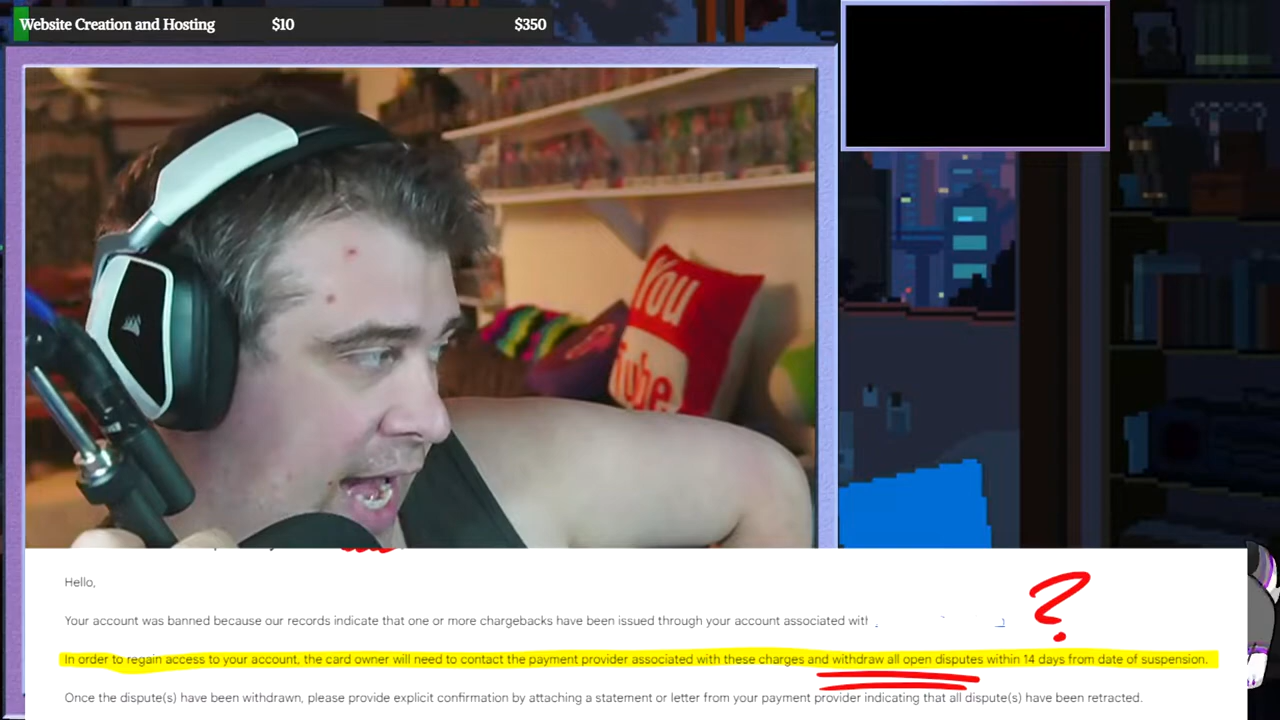 Website Creation and Hosting $10 $350
You
Tube
Hello,
Your account was banned because our records indicate that one or more chargebacks have been issued through your account associated with
?
In order to regain access to your account, the card owner will need to contact the payment provider associated with these charges and withdraw all open disputes within 14 days from date of suspension.
Once the dispute(s) have been withdrawn, please provide explicit confirmation by attaching a statement or letter from your payment provider indicating that all dispute(s) have been retracted.